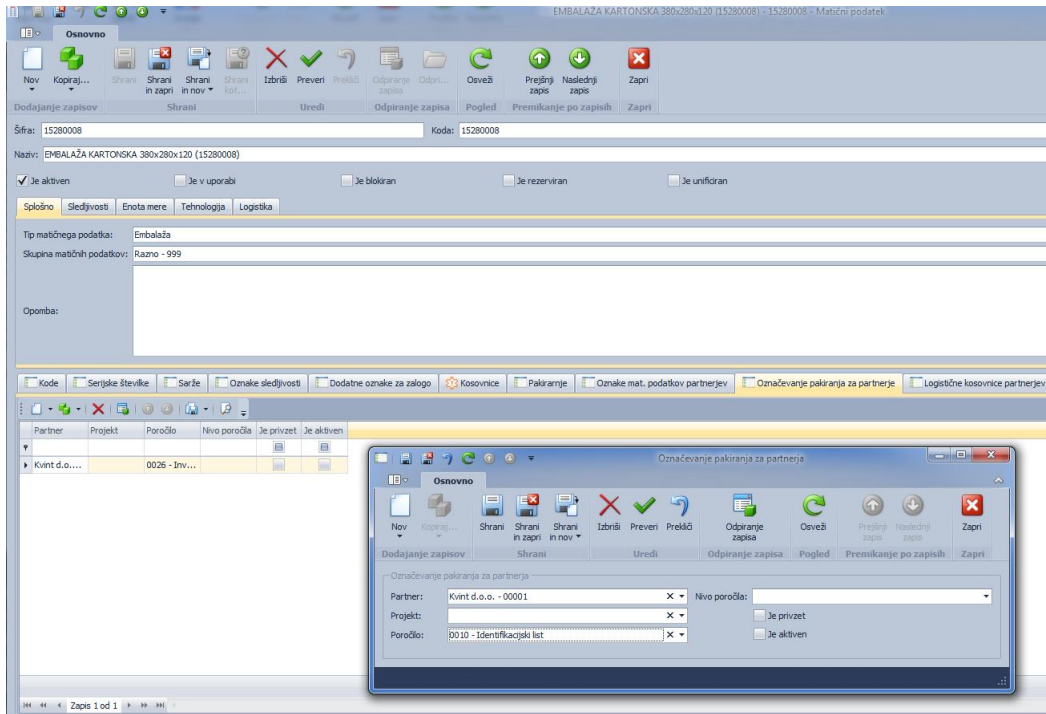 EMBALAŽA KARTONSKA 380x280x120 (15280008) - 15280008 - Matični podatek
Osnovno
Nov Kopiraj... Shrani Shrani in zapri Shrani in nov Shrani kot... Izbriši Preveri Prekliči Odpiranje zapisa Odpri... Osveži Prejšnji zapis Naslednji zapis Zapri
Dodajanje zapisov Shrani Uredi Odpiranje zapisa Pogled Premikanje po zapisih Zapri
Šifra: 15280008 Koda: 15280008
Naziv: EMBALAŽA KARTONSKA 380x280x120 (15280008)
Je aktiven Je v uporabi Je blokiran Je rezerviran Je unificiran
Splošno Sledljivosti Enota mere Tehnologija Logistika
Tip matičnega podatka: Embalaža
Skupina matičnih podatkov: Razno - 999
Opomba:
Kode Serijske številke Sarže Oznake sledljivosti Dodatne oznake za zalogo Kosovnice Pakirarnje Oznake mat. podatkov partnerjev Označevanje pakiranja za partnerje Logistične kosovnice partnerjev
Partner Projekt Poročilo Nivo poročila Je privzet Je aktiven
Kvint d.o.... 0026 - Inv...
Označevanje pakiranja za partnerja
Osnovno
Nov Kopiraj... Shrani Shrani in zapri Shrani in nov Izbriši Preveri Prekliči Odpiranje zapisa Osveži Prejšnji zapis Naslednji zapis Zapri
Dodajanje zapisov Shrani Uredi Odpiranje zapisa Pogled Premikanje po zapisih Zapri
Označevanje pakiranja za partnerja
Partner: Kvint d.o.o. - 00001 Nivo poročila:
Projekt: Je privzet
Poročilo: 0010 - Identifikacijski list Je aktiven
Zapis 1 od 1